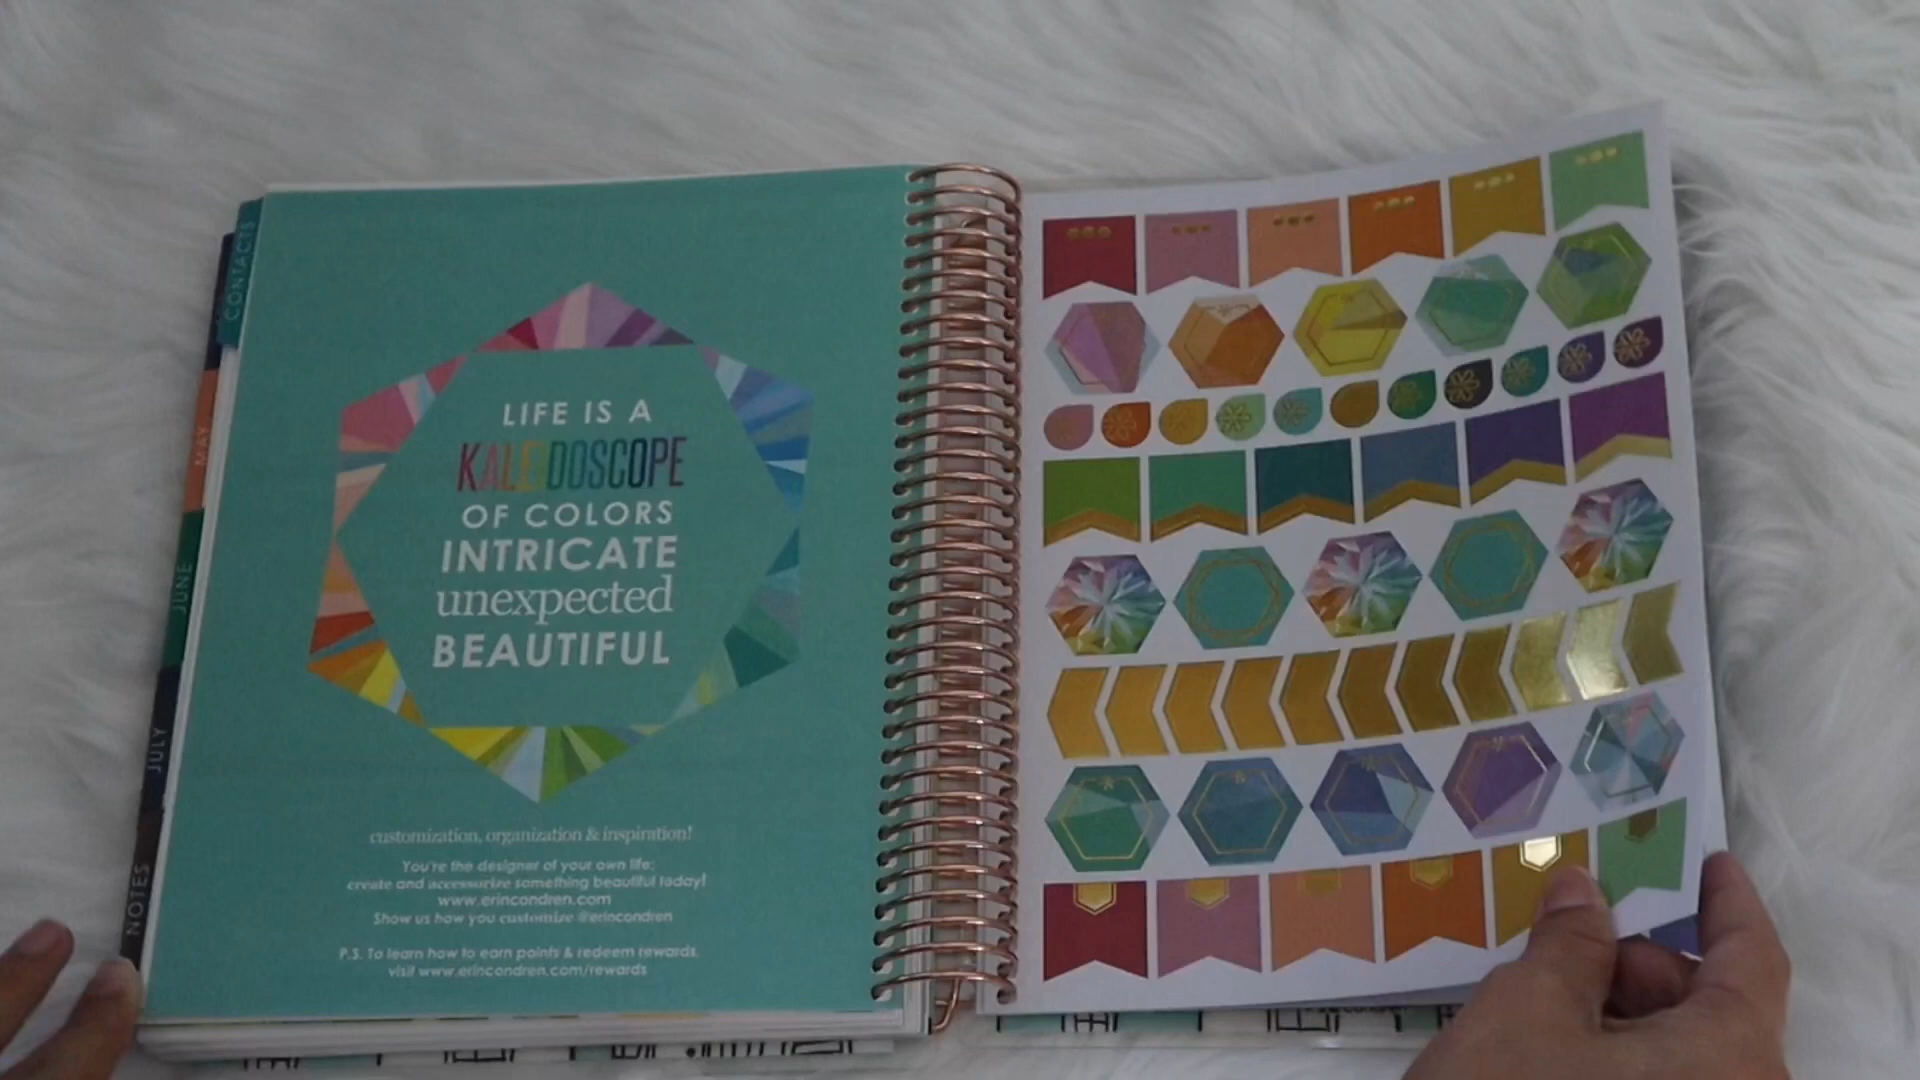 CONTACTS
MAY
JUNE
JULY
NOTES
LIFE IS A
KALEIDOSCOPE
OF COLORS
INTRICATE
unexpected
BEAUTIFUL
customization, organization & inspiration!
You're the designer of your own life;
create and accessorize something beautiful today!
www.erincondren.com
Show us how you customize @erincondren
P.S. To learn how to earn points & redeem rewards,
visit www.erincondren.com/rewards